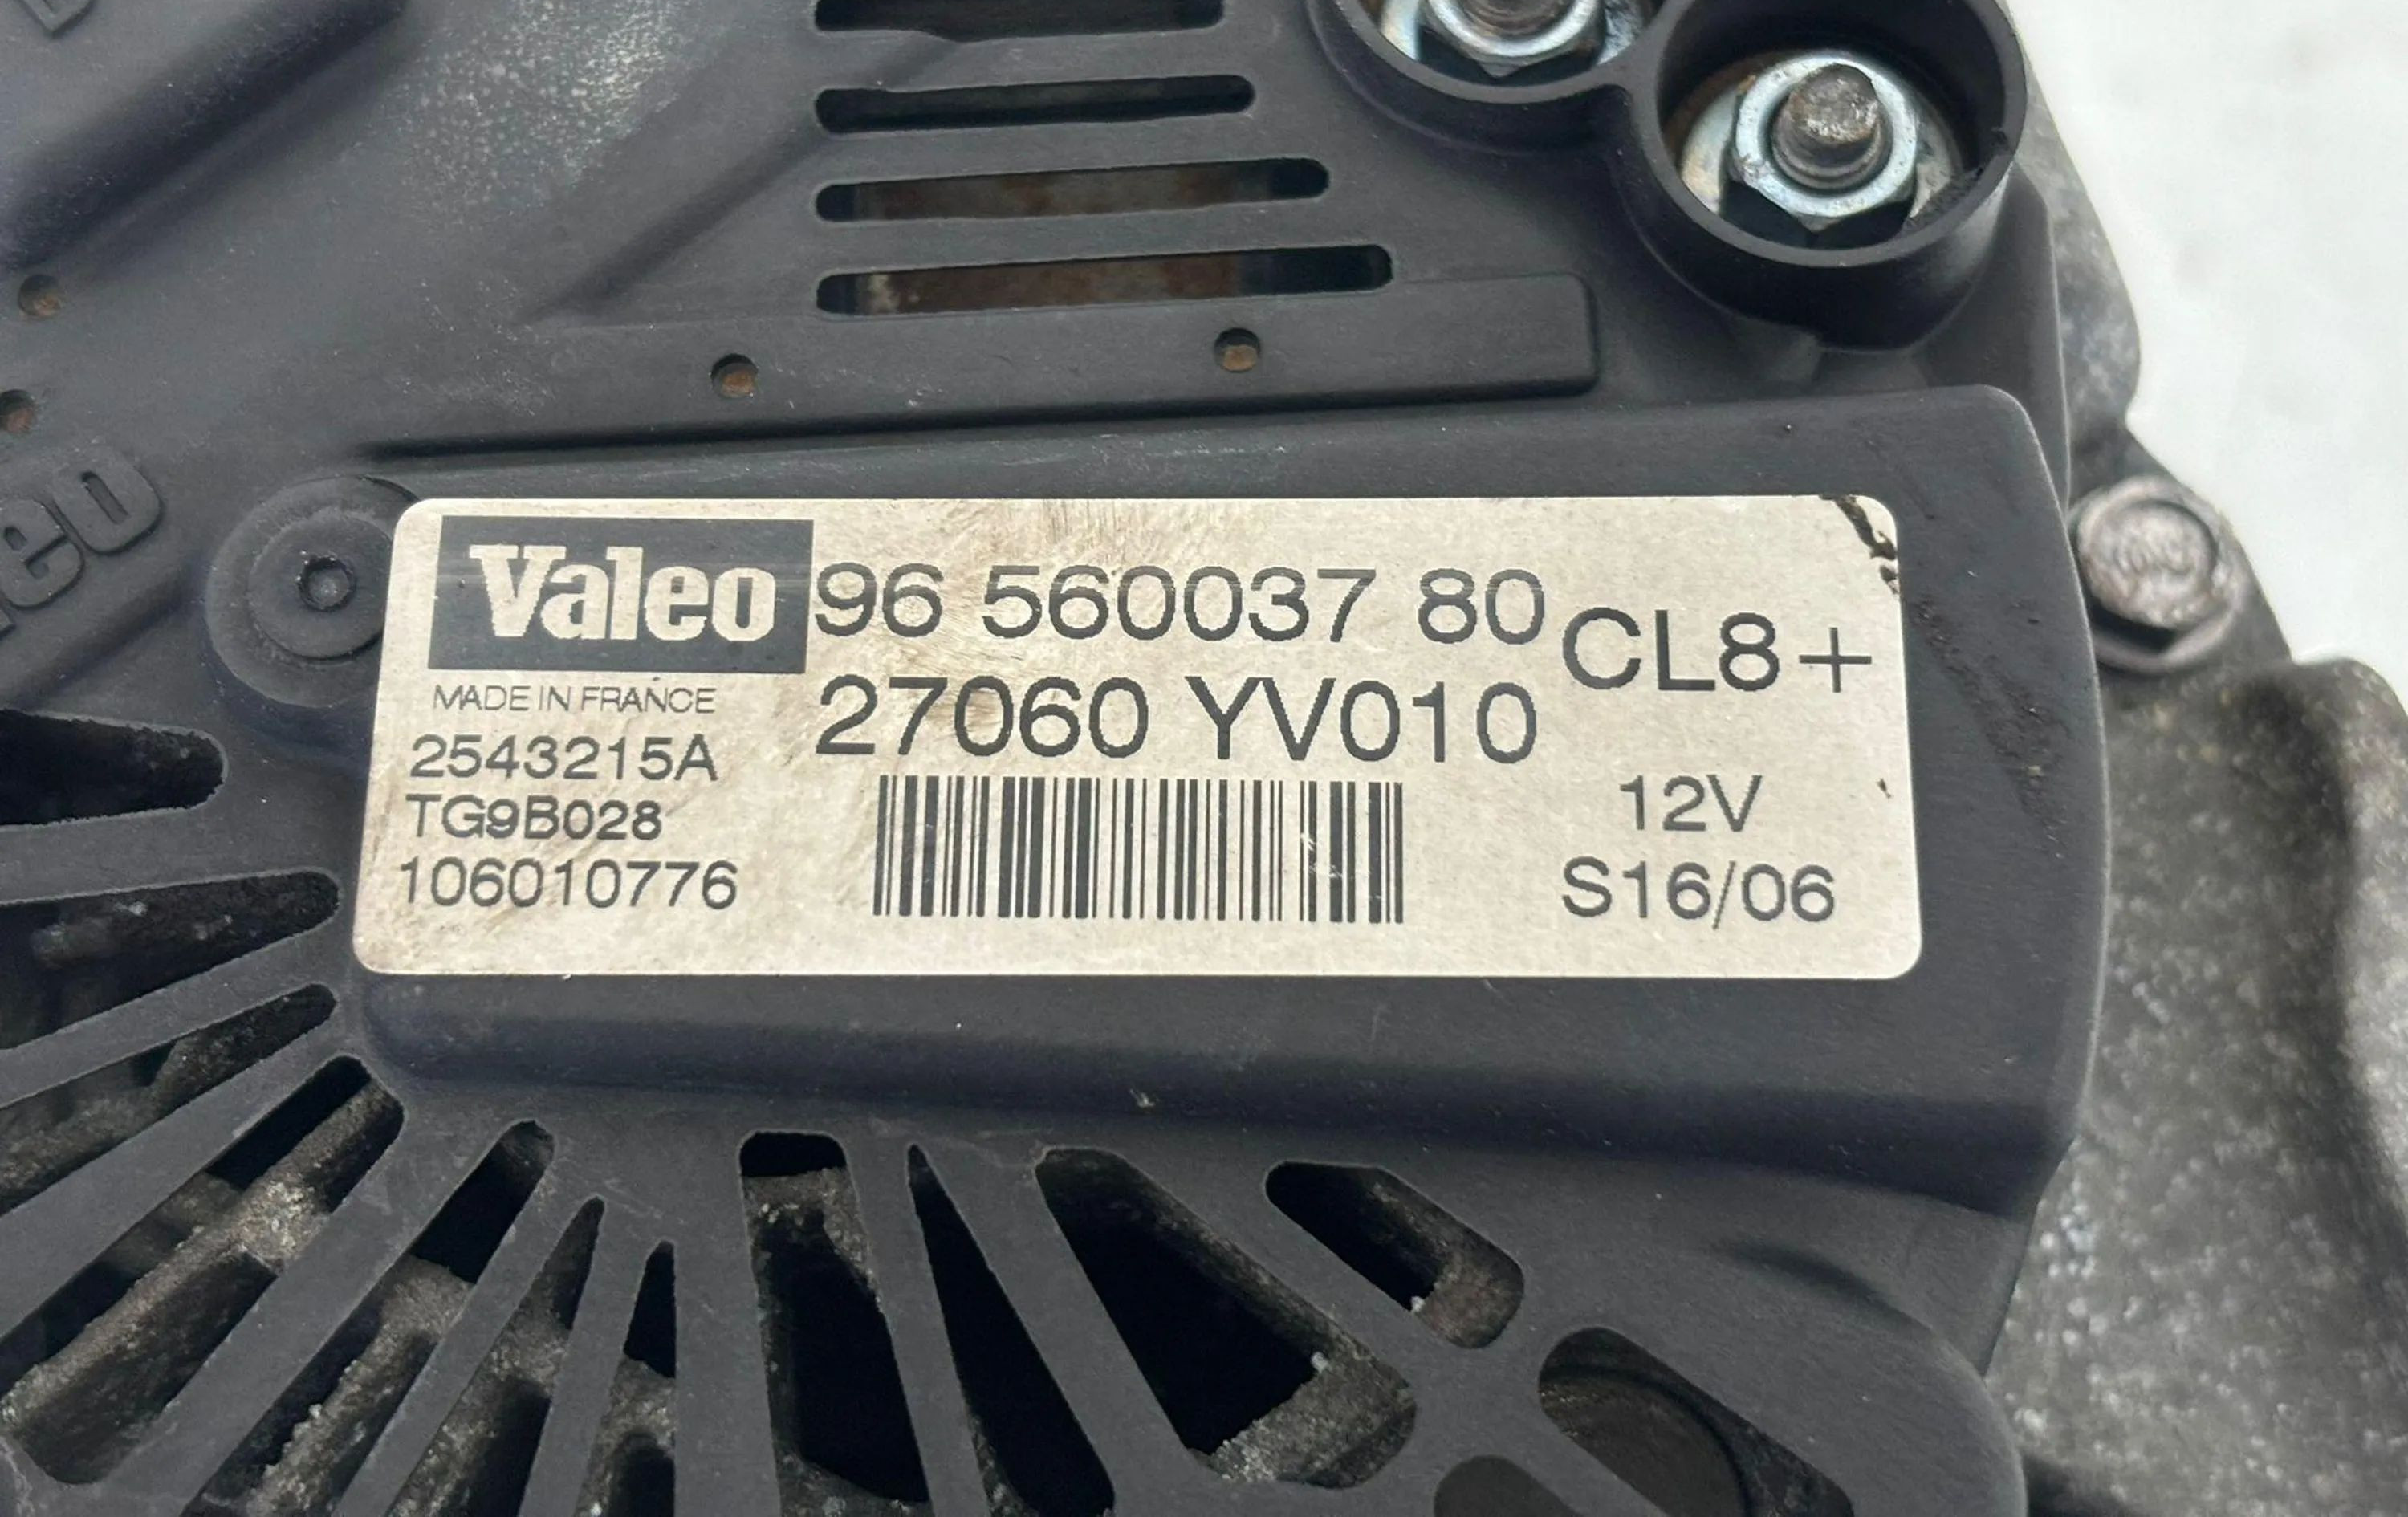 Valeo
96 560037 80
CL8+
27060 YV010
MADE IN FRANCE
2543215A
TG9B028
106010776
12V
S16/06